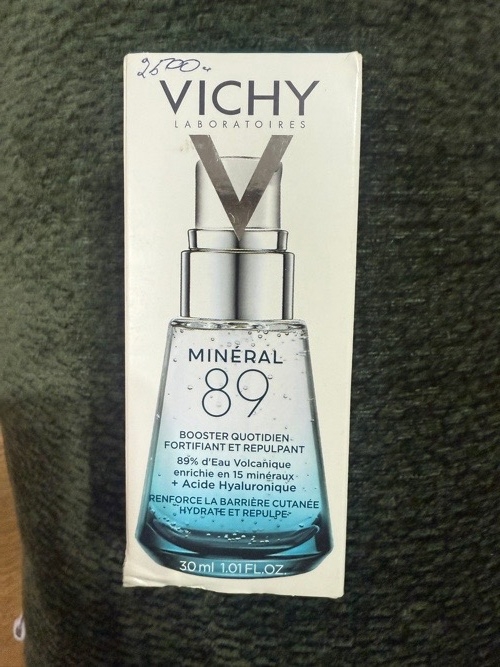 2500
VICHY
LABORATOIRES
MINÉRAL
89
BOOSTER QUOTIDIEN
FORTIFIANT ET REPULPANT
89% d'Eau Volcanique
enrichie en 15 minéraux
+ Acide Hyaluronique
RENFORCE LA BARRIÈRE CUTANÉE
HYDRATE ET REPULPE
30 ml 1.01 FL.OZ.